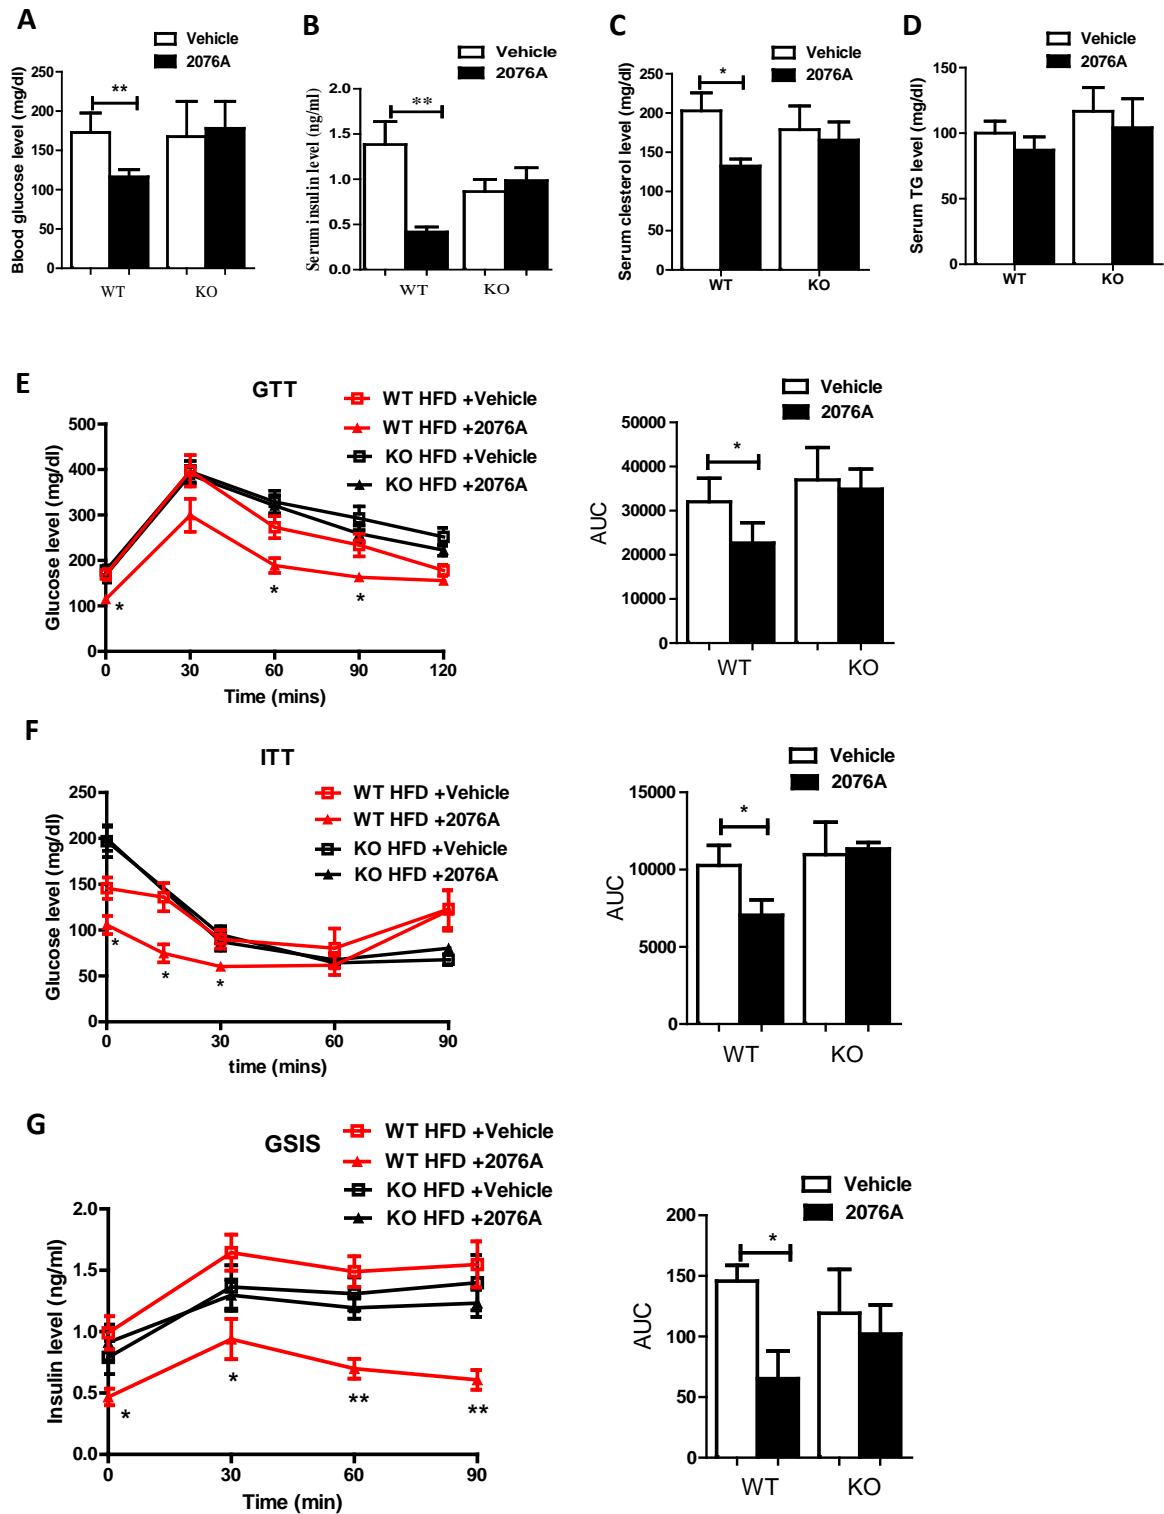 A
Vehicle
2076A
Blood glucose level (mg/dl)
250
200
150
100
50
0
WT
KO
**
B
Vehicle
2076A
Serum insulin level (ng/ml)
2.0
1.5
1.0
0.5
0.0
WT
KO
**
C
Vehicle
2076A
Serum clesterol level (mg/dl)
250
200
150
100
50
0
WT
KO
*
D
Vehicle
2076A
Serum TG level (mg/dl)
150
100
50
0
WT
KO
E
GTT
WT HFD +Vehicle
WT HFD +2076A
KO HFD +Vehicle
KO HFD +2076A
Glucose level (mg/dl)
500
400
300
200
100
0
*
*
*
0
30
60
90
120
Time (mins)
Vehicle
2076A
AUC
50000
40000
30000
20000
10000
0
*
WT
KO
F
ITT
WT HFD +Vehicle
WT HFD +2076A
KO HFD +Vehicle
KO HFD +2076A
Glucose level (mg/dl)
250
200
150
100
50
0
*
*
*
0
30
60
90
time (mins)
Vehicle
2076A
AUC
15000
10000
5000
0
*
WT
KO
G
GSIS
WT HFD +Vehicle
WT HFD +2076A
KO HFD +Vehicle
KO HFD +2076A
Insulin level (ng/ml)
2.0
1.5
1.0
0.5
0.0
*
*
**
**
0
30
60
90
Time (min)
Vehicle
2076A
AUC
200
150
100
50
0
*
WT
KO